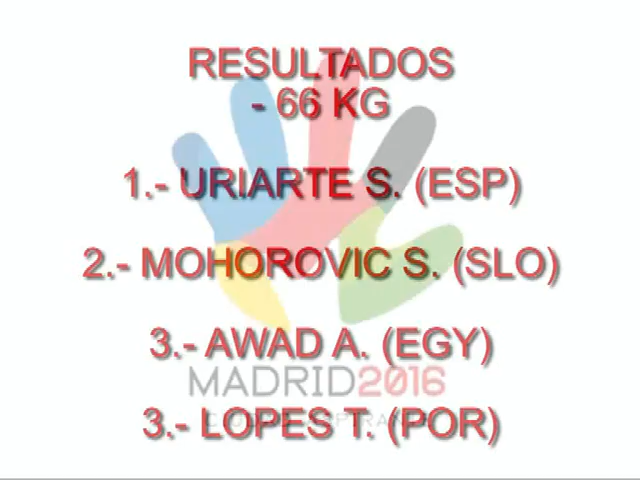 RESULTADOS
- 66 KG
1.- URIARTE S. (ESP)
2.- MOHOROVIC S. (SLO)
3.- AWAD A. (EGY)
MADRID2016
3.- LOPES T. (POR)